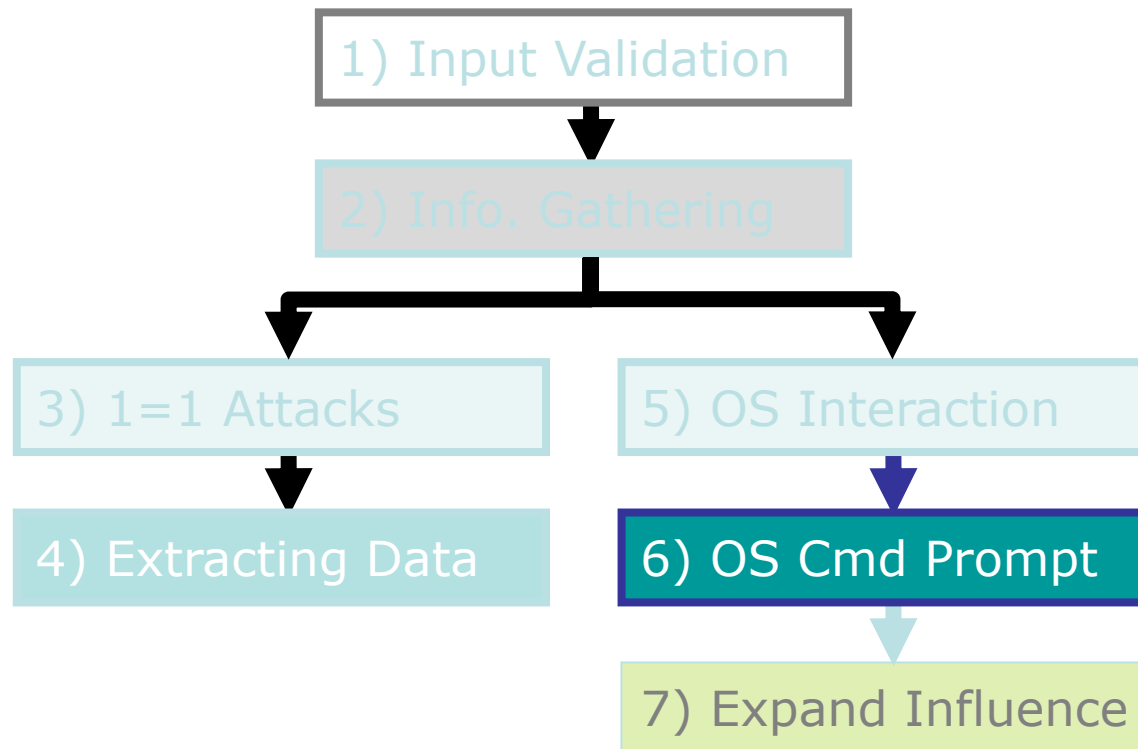 1) Input Validation
2) Info. Gathering
3) 1=1 Attacks
5) OS Interaction
4) Extracting Data
6) OS Cmd Prompt
7) Expand Influence